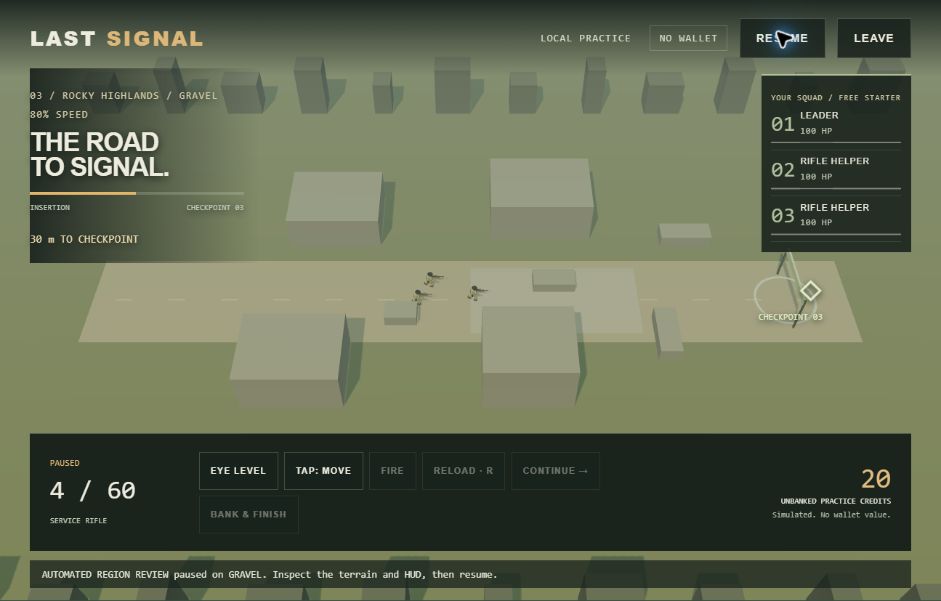 LAST SIGNAL
LOCAL PRACTICE
NO WALLET
RESUME
LEAVE
03 / ROCKY HIGHLANDS / GRAVEL
80% SPEED
THE ROAD
TO SIGNAL.
INSERTION
CHECKPOINT 03
30 m TO CHECKPOINT
YOUR SQUAD / FREE STARTER
01 LEADER
100 HP
02 RIFLE HELPER
100 HP
03 RIFLE HELPER
100 HP
CHECKPOINT 03
PAUSED
4 / 60
SERVICE RIFLE
EYE LEVEL
TAP: MOVE
FIRE
RELOAD · R
CONTINUE →
BANK & FINISH
20
UNBANKED PRACTICE CREDITS
Simulated. No wallet value.
AUTOMATED REGION REVIEW paused on GRAVEL. Inspect the terrain and HUD, then resume.